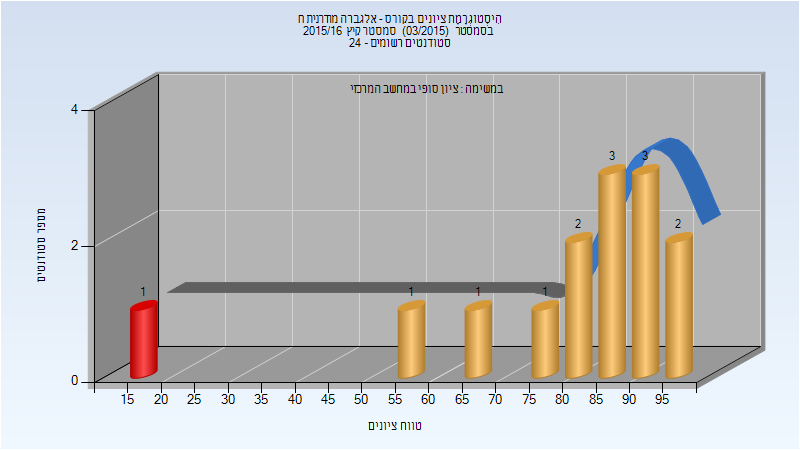 היסטוגרמת ציונים בקורס - אלגברה מודרנית ח
בסמסטר (03/2015) סמסטר קיץ 2015/16
סטודנטים רשומים - 24
במשימה : ציון סופי במחשב המרכזי
מספר סטודנטים
4
2
0
1
1
1
1
2
3
3
2
15 20 25 30 35 40 45 50 55 60 65 70 75 80 85 90 95
טווח ציונים